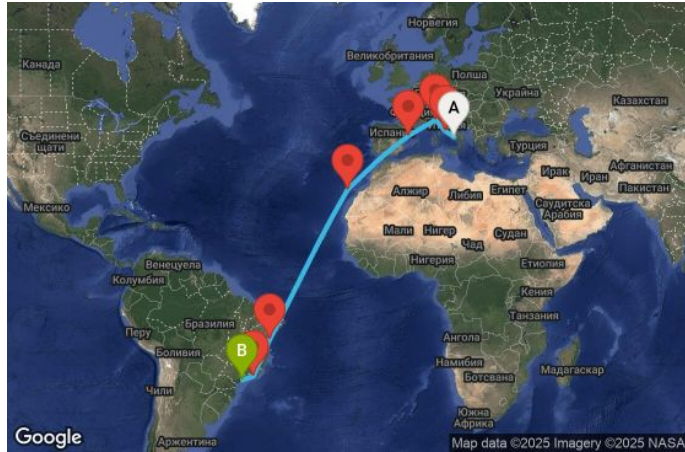 Норвегия
Канада
Великобритания
Полша
Украйна
Казахстан
Съединени
щати
Турция
Ирак
Иран
Афганистан
Пакистан
Алжир
Либия
Египет
Саудитска
Арабия
Мексико
Мали
Нигер
Чад
Судан
Нигерия
Етиопия
Венецуела
Колумбия
Кения
Танзания
Бразилия
Перу
Боливия
Ангола
Намибия
Ботсвана
Мадагаскар
Чили
Южна
Африка
Аржентина
A
B
Google
Map data ©2025 Imagery ©2025 NASA